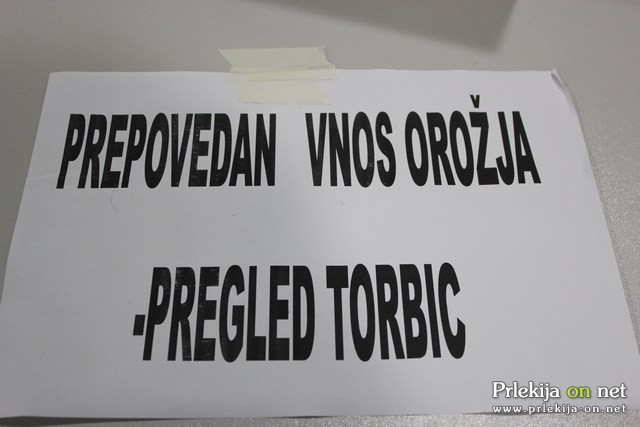 PREPOVEDAN VNOS OROŽJA
-PREGLED TORBIC
Prlekija on net
www.prlekija-on.net